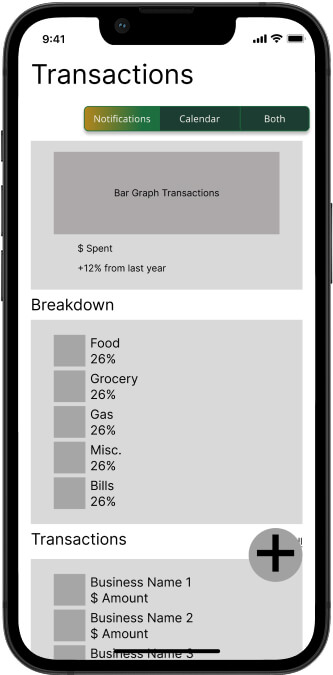 9:41
Transactions
Notifications Calendar Both
Bar Graph Transactions
$ Spent
+12% from last year
Breakdown
Food
26%
Grocery
26%
Gas
26%
Misc.
26%
Bills
26%
Transactions
Business Name 1
$ Amount
Business Name 2
$ Amount
Business Name 3